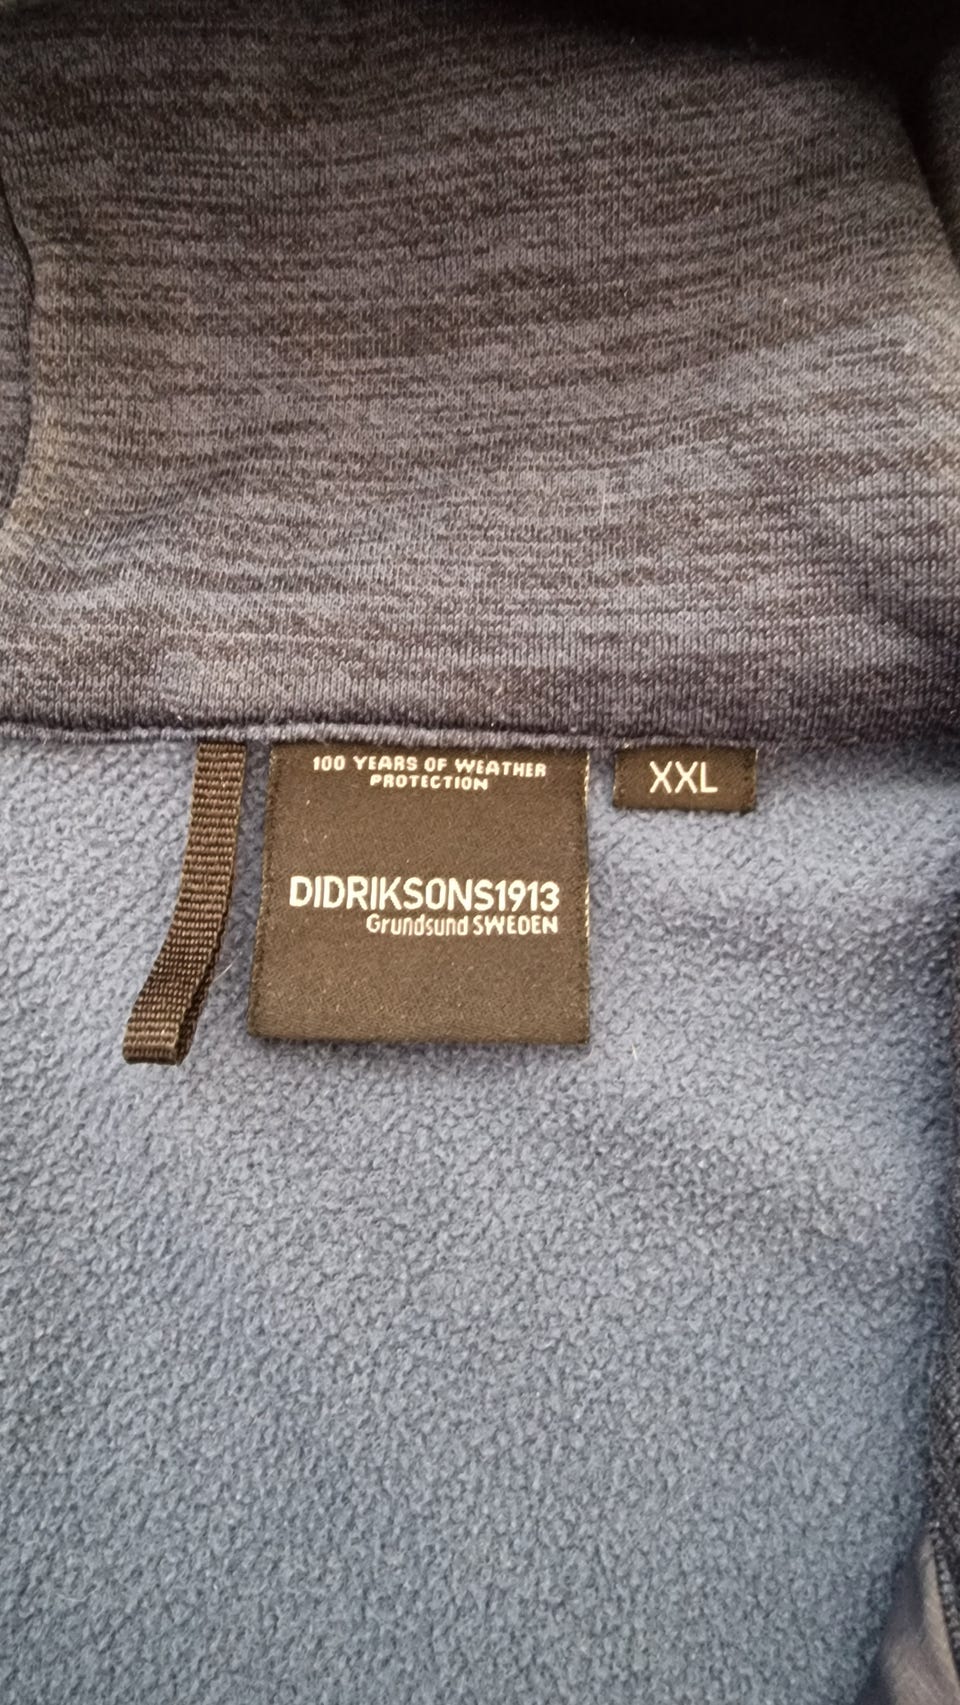 100 YEARS OF WEATHER
PROTECTION
DIDRIKSONS1913
Grundsund SWEDEN
XXL